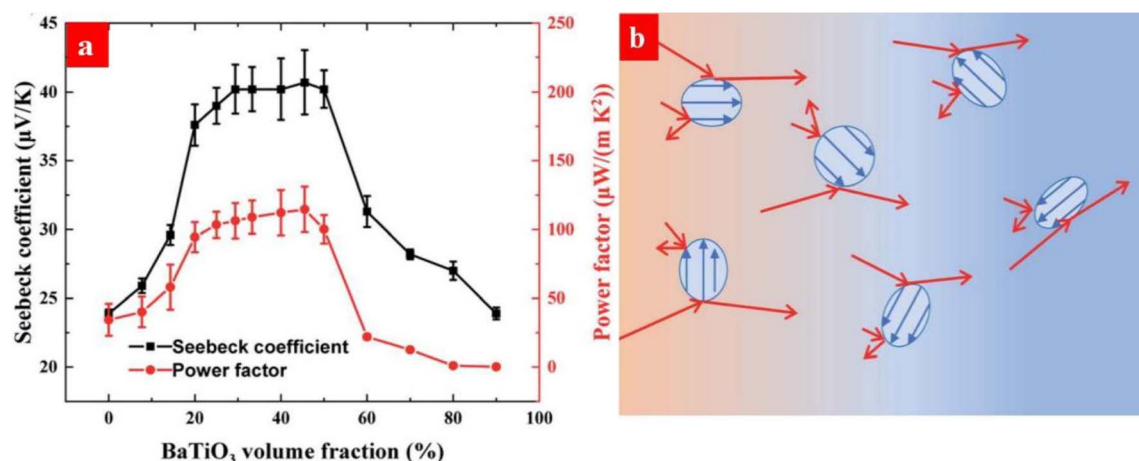 a
b
45
40
35
30
25
20
Seebeck coefficient (μV/K)
250
200
150
100
50
0
Power factor (μW/(m K²))
Seebeck coefficient
Power factor
0 20 40 60 80 100
BaTiO₃ volume fraction (%)